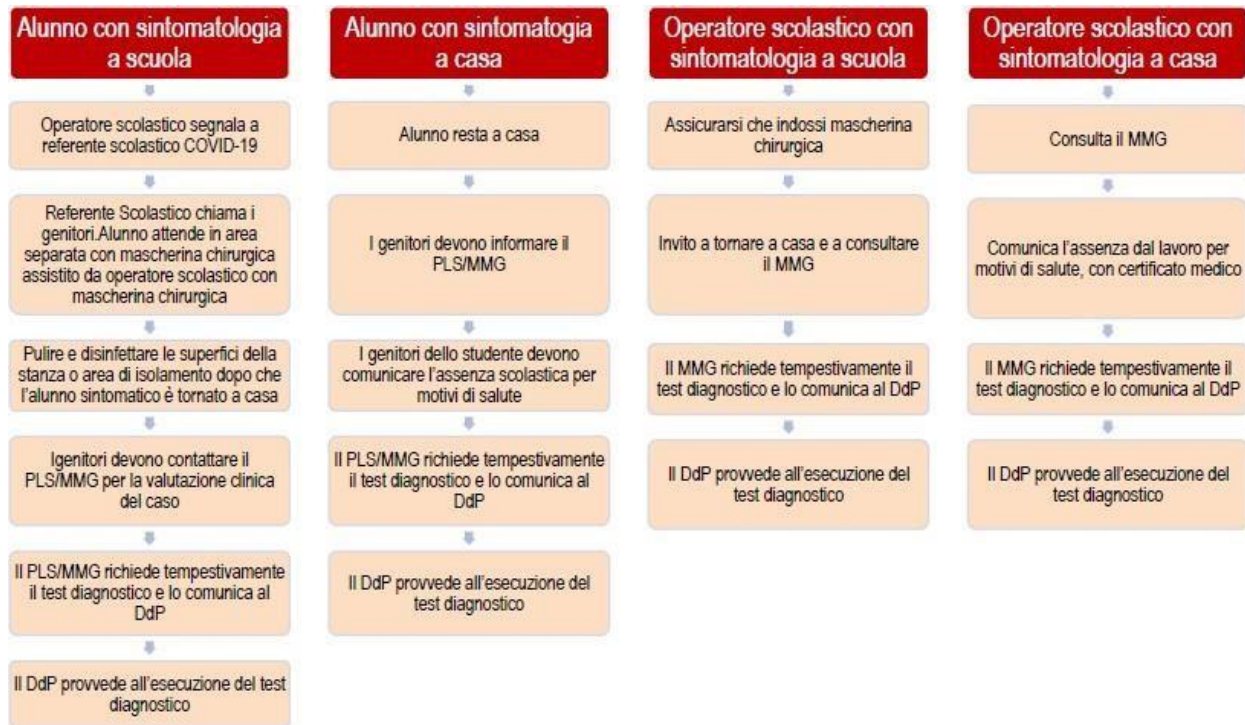 Alunno con sintomatologia
a scuola
Operatore scolastico segnala a
referente scolastico COVID-19
Referente Scolastico chiama i
genitori.Alunno attende in area
separata con mascherina chirurgica
assistito da operatore scolastico con
mascherina chirurgica
Pulire e disinfettare le superfici della
stanza o area di isolamento dopo che
l'alunno sintomatico è tornato a casa
Igenitori devono contattare il
PLS/MMG per la valutazione clinica
del caso
Il PLS/MMG richiede tempestivamente
il test diagnostico e lo comunica al
DdP
Il DdP provvede all'esecuzione del test
diagnostico
Alunno con sintomatogia
a casa
Alunno resta a casa
I genitori devono informare il
PLS/MMG
I genitori dello studente devono
comunicare l'assenza scolastica per
motivi di salute
Il PLS/MMG richiede tempestivamente
il test diagnostico e lo comunica al
DdP
Il DdP provvede all'esecuzione del
test diagnostico
Operatore scolastico con
sintomatologia a scuola
Assicurarsi che indossi mascherina
chirurgica
Invito a tornare a casa e a consultare
il MMG
Il MMG richiede tempestivamente il
test diagnostico e lo comunica al DdP
Il DdP provvede all'esecuzione del
test diagnostico
Operatore scolastico con
sintomatologia a casa
Consulta il MMG
Comunica l'assenza dal lavoro per
motivi di salute, con certificato medico
Il MMG richiede tempestivamente il
test diagnostico e lo comunica al DdP
Il DdP provvede all'esecuzione del
test diagnostico